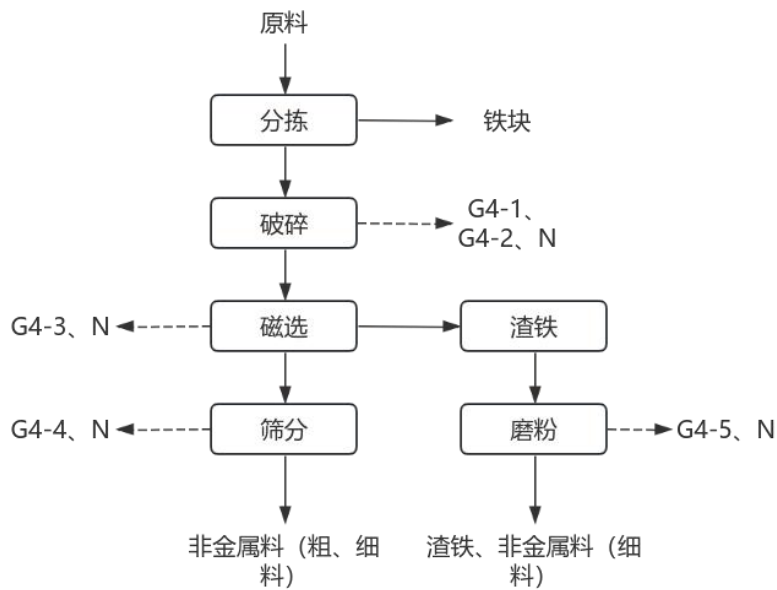 原料
分拣
铁块
破碎
G4-1、
G4-2、N
G4-3、N
磁选
渣铁
G4-4、N
筛分
磨粉
G4-5、N
非金属料（粗、细
料）
渣铁、非金属料（细
料）